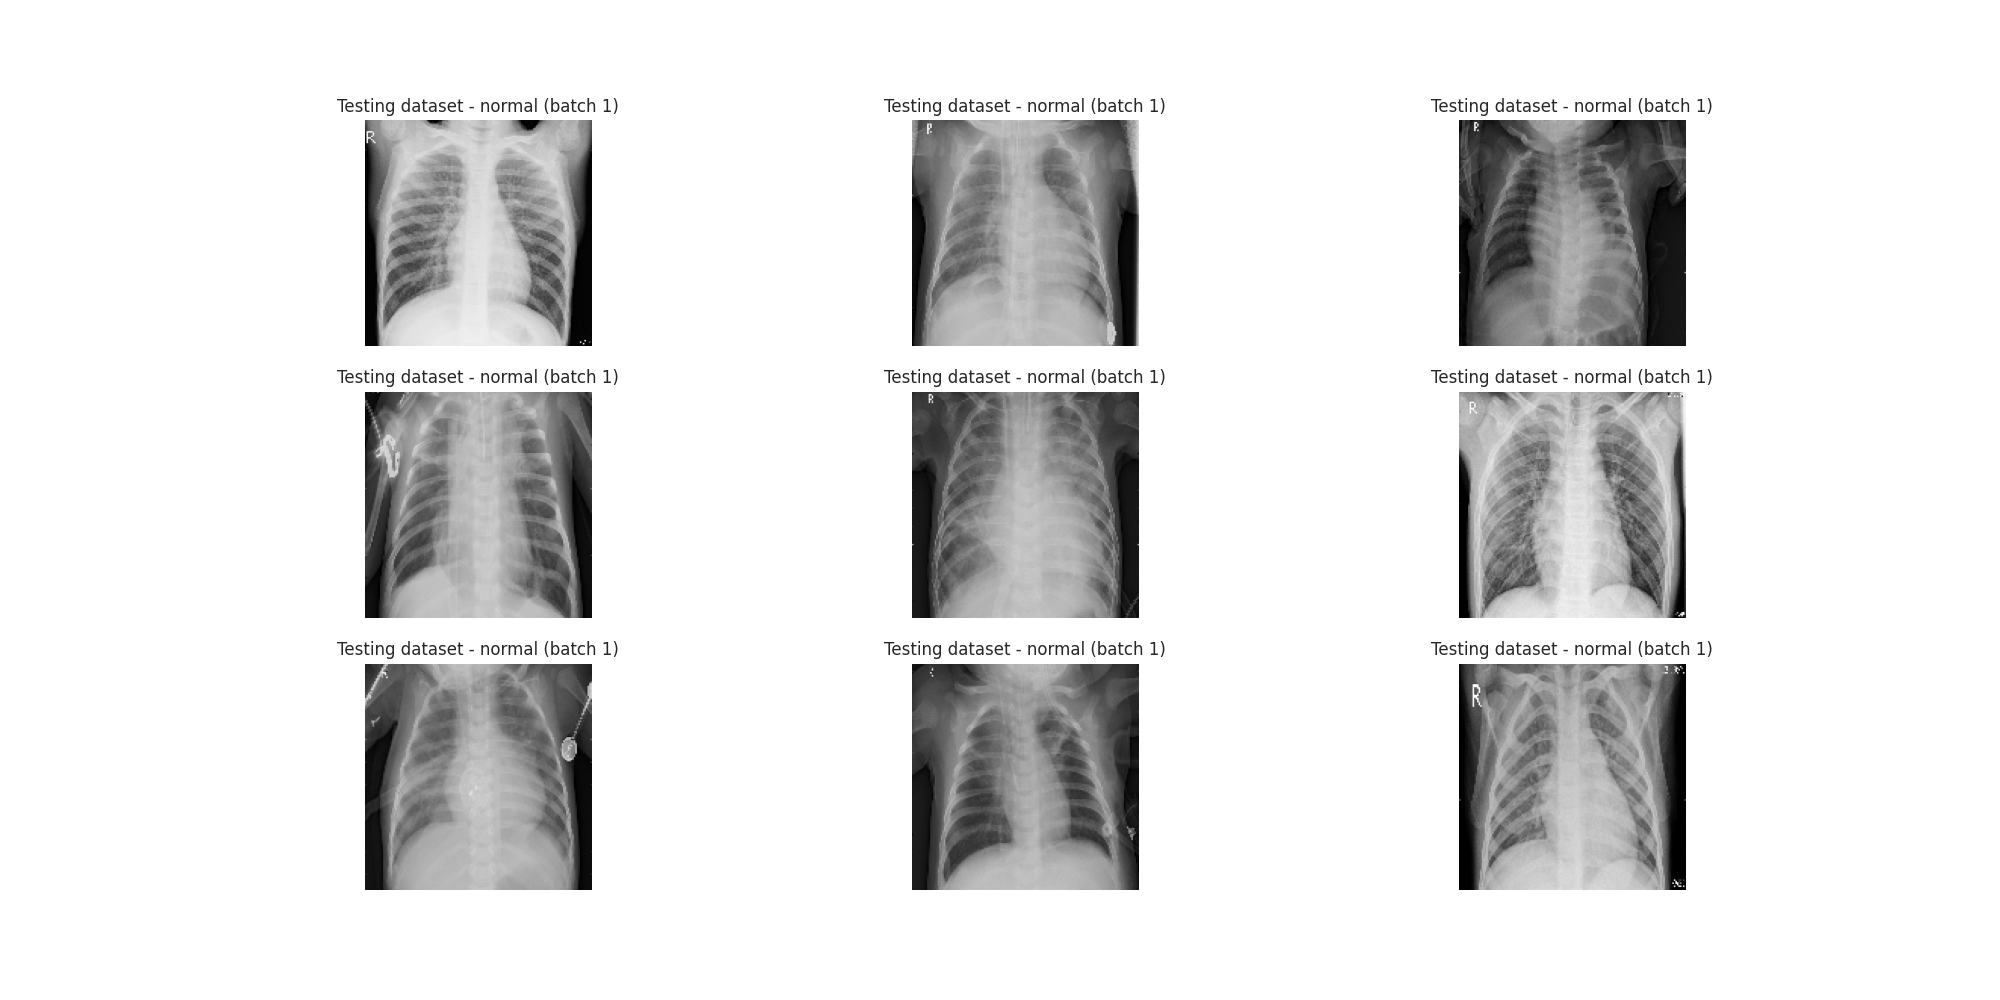 Testing dataset - normal (batch 1)
Testing dataset - normal (batch 1)
Testing dataset - normal (batch 1)
R
R
R
Testing dataset - normal (batch 1)
Testing dataset - normal (batch 1)
Testing dataset - normal (batch 1)
R
R
Testing dataset - normal (batch 1)
Testing dataset - normal (batch 1)
Testing dataset - normal (batch 1)
R